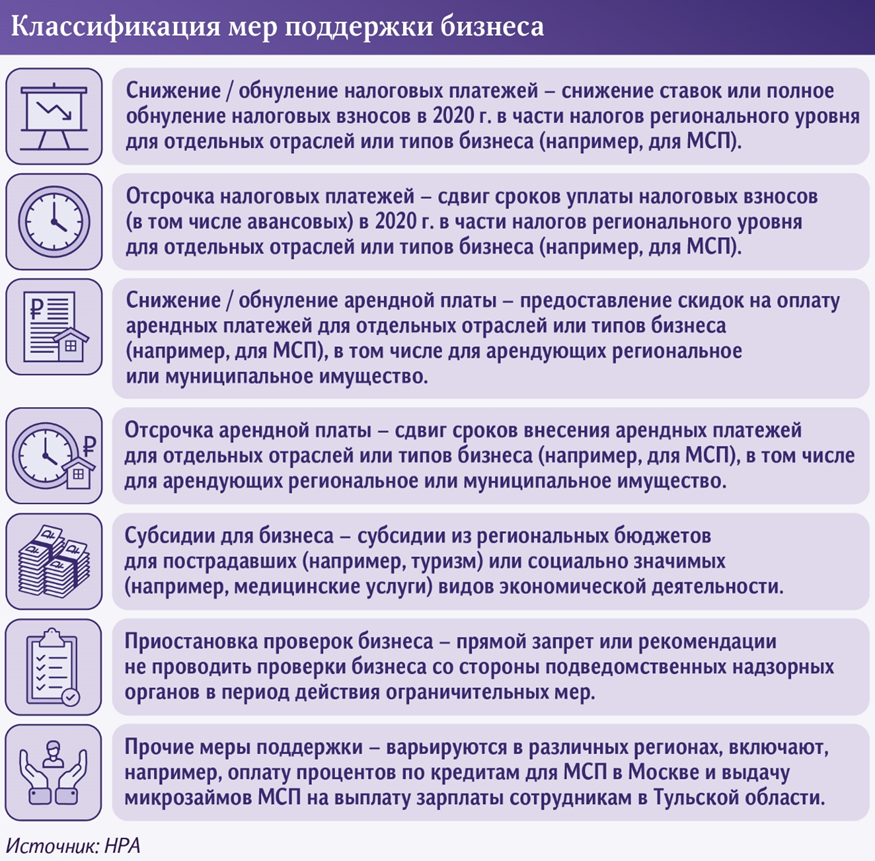 Классификация мер поддержки бизнеса
Снижение / обнуление налоговых платежей – снижение ставок или полное
обнуление налоговых взносов в 2020 г. в части налогов регионального уровня
для отдельных отраслей или типов бизнеса (например, для МСП).
Отсрочка налоговых платежей – сдвиг сроков уплаты налоговых взносов
(в том числе авансовых) в 2020 г. в части налогов регионального уровня
для отдельных отраслей или типов бизнеса (например, для МСП).
₽
Снижение / обнуление арендной платы – предоставление скидок на оплату
арендных платежей для отдельных отраслей или типов бизнеса
(например, для МСП), в том числе для арендующих региональное
или муниципальное имущество.
₽
Отсрочка арендной платы – сдвиг сроков внесения арендных платежей
для отдельных отраслей или типов бизнеса (например, для МСП), в том числе
для арендующих региональное или муниципальное имущество.
Субсидии для бизнеса – субсидии из региональных бюджетов
для пострадавших (например, туризм) или социально значимых
(например, медицинские услуги) видов экономической деятельности.
Приостановка проверок бизнеса – прямой запрет или рекомендации
не проводить проверки бизнеса со стороны подведомственных надзорных
органов в период действия ограничительных мер.
Прочие меры поддержки – варьируются в различных регионах, включают,
например, оплату процентов по кредитам для МСП в Москве и выдачу
микрозаймов МСП на выплату зарплаты сотрудникам в Тульской области.
Источник: НРА